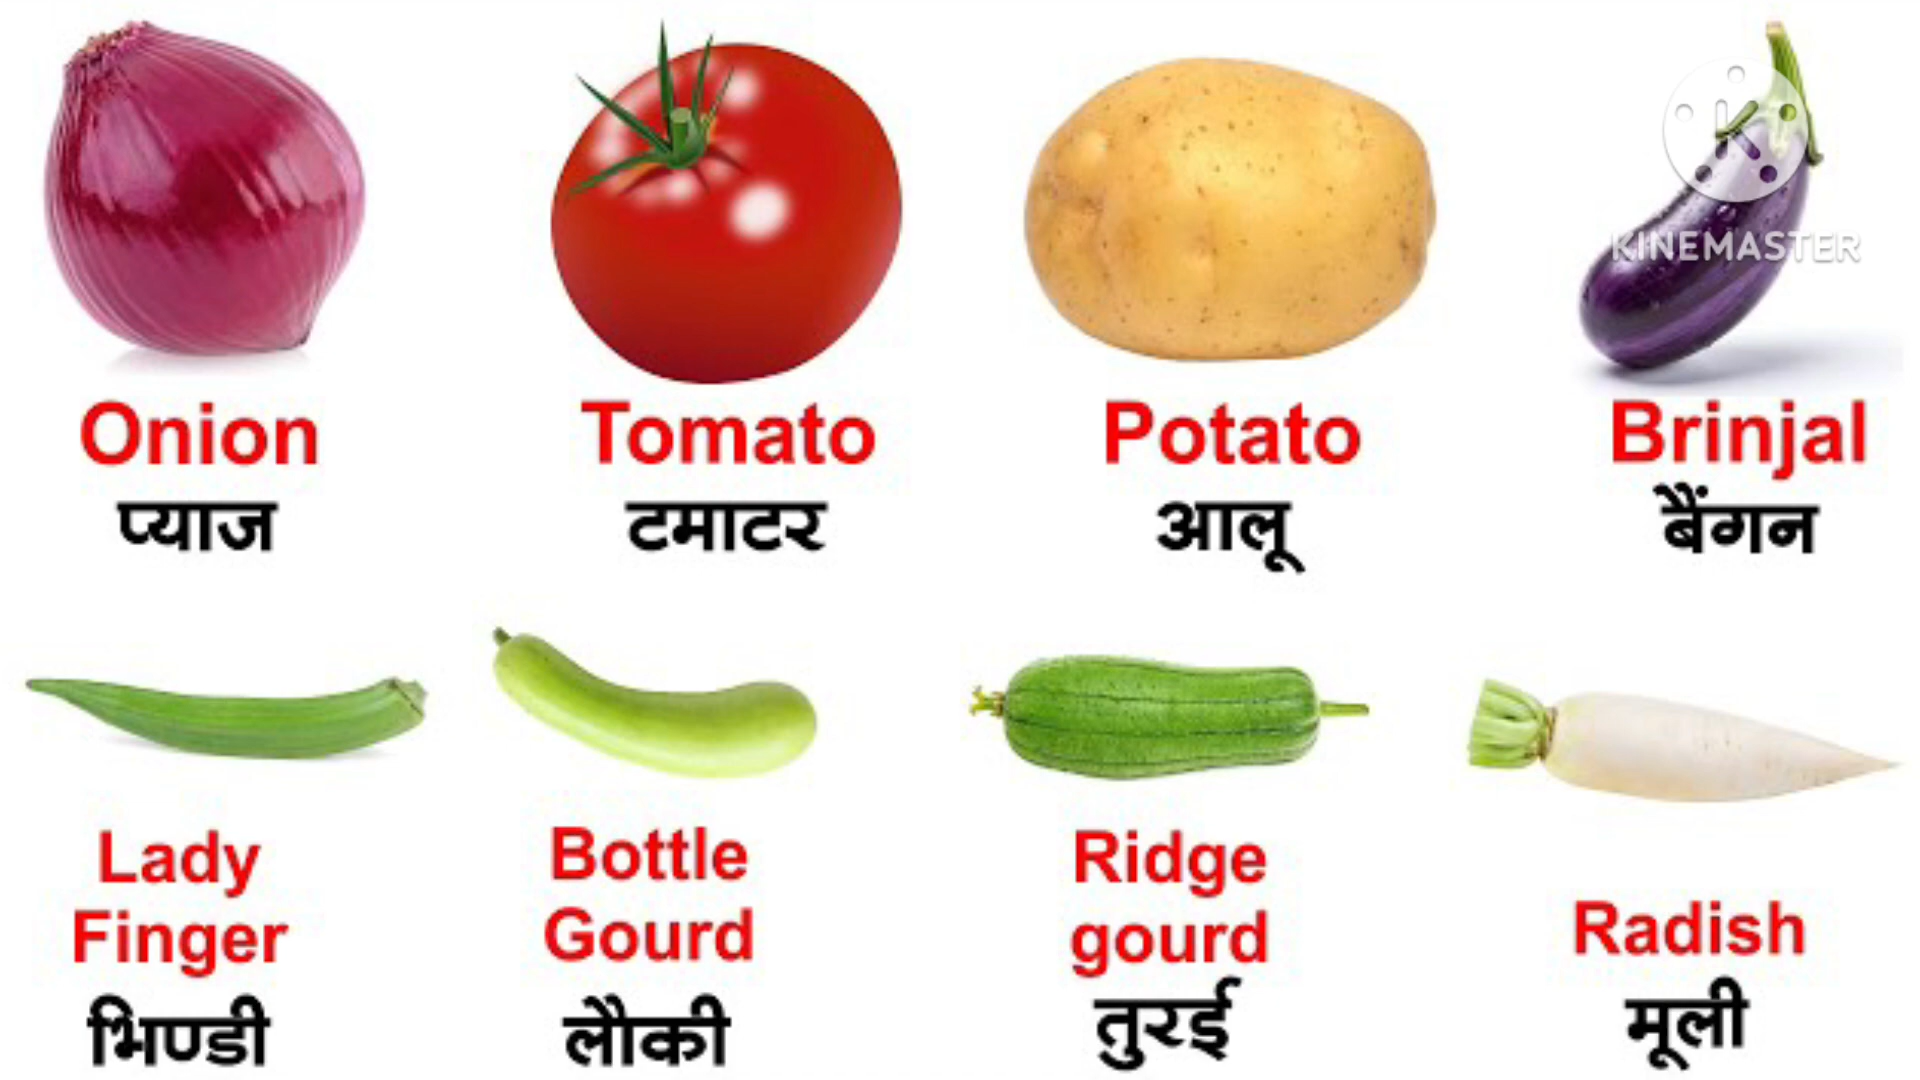 KINEMASTER
Onion
Tomato
Potato
Brinjal
प्याज
टमाटर
आलू
बैंगन
Lady
Finger
भिण्डी
Bottle
Gourd
लौकी
Ridge
gourd
तुरई
Radish
मूली